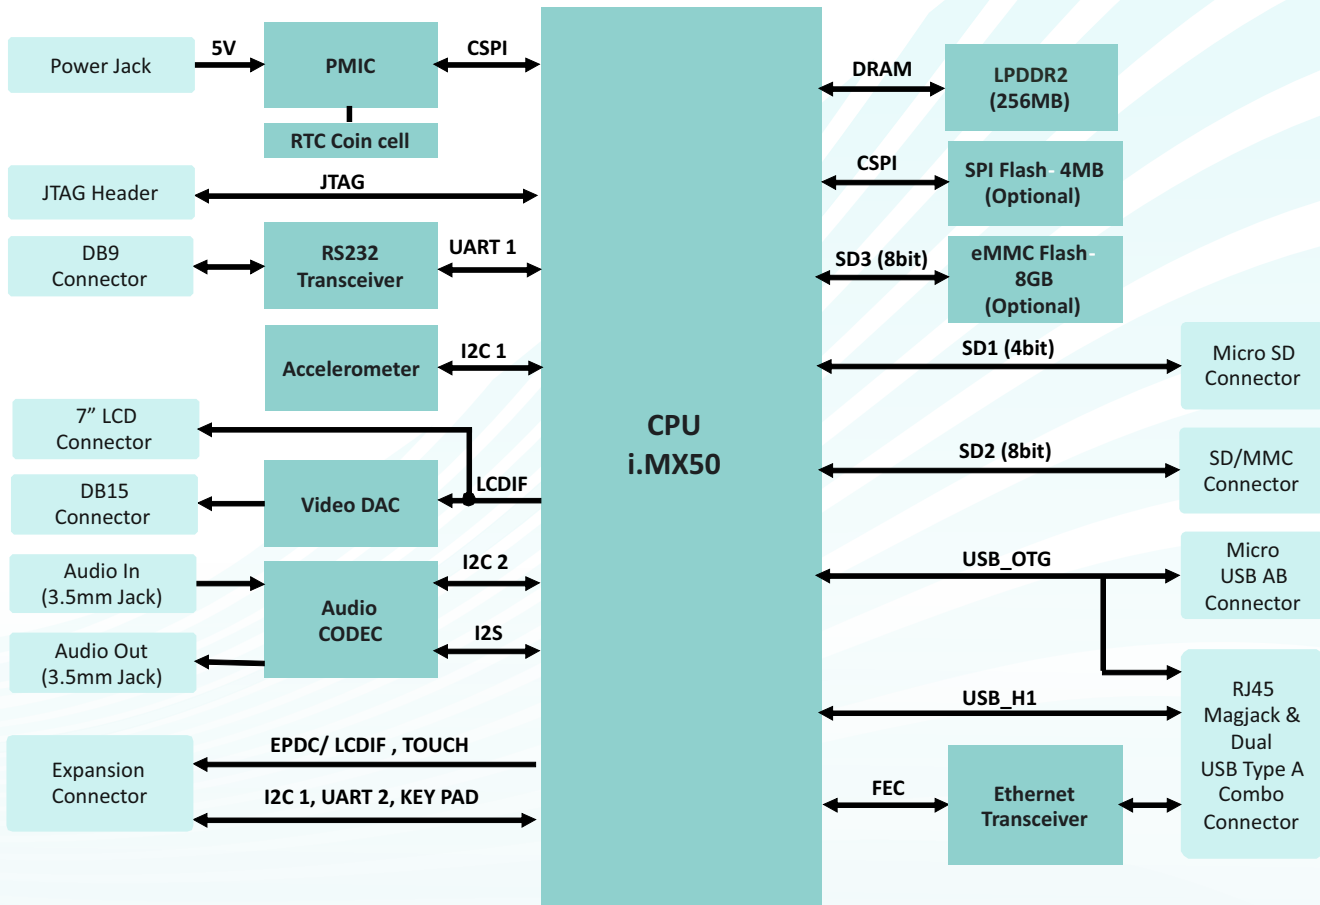 Power Jack
5V
PMIC
CSPI
RTC Coin cell
JTAG Header
JTAG
DB9
Connector
RS232
Transceiver
UART 1
Accelerometer
I2C 1
7” LCD
Connector
DB15
Connector
Video DAC
LCDIF
Audio In
(3.5mm Jack)
Audio Out
(3.5mm Jack)
Audio
CODEC
I2C 2
I2S
Expansion
Connector
EPDC/ LCDIF , TOUCH
I2C 1, UART 2, KEY PAD
CPU
i.MX50
DRAM
LPDDR2
(256MB)
CSPI
SPI Flash- 4MB
(Optional)
SD3 (8bit)
eMMC Flash-
8GB
(Optional)
SD1 (4bit)
Micro SD
Connector
SD2 (8bit)
SD/MMC
Connector
USB_OTG
Micro
USB AB
Connector
USB_H1
RJ45
Magjack &
Dual
USB Type A
Combo
Connector
FEC
Ethernet
Transceiver